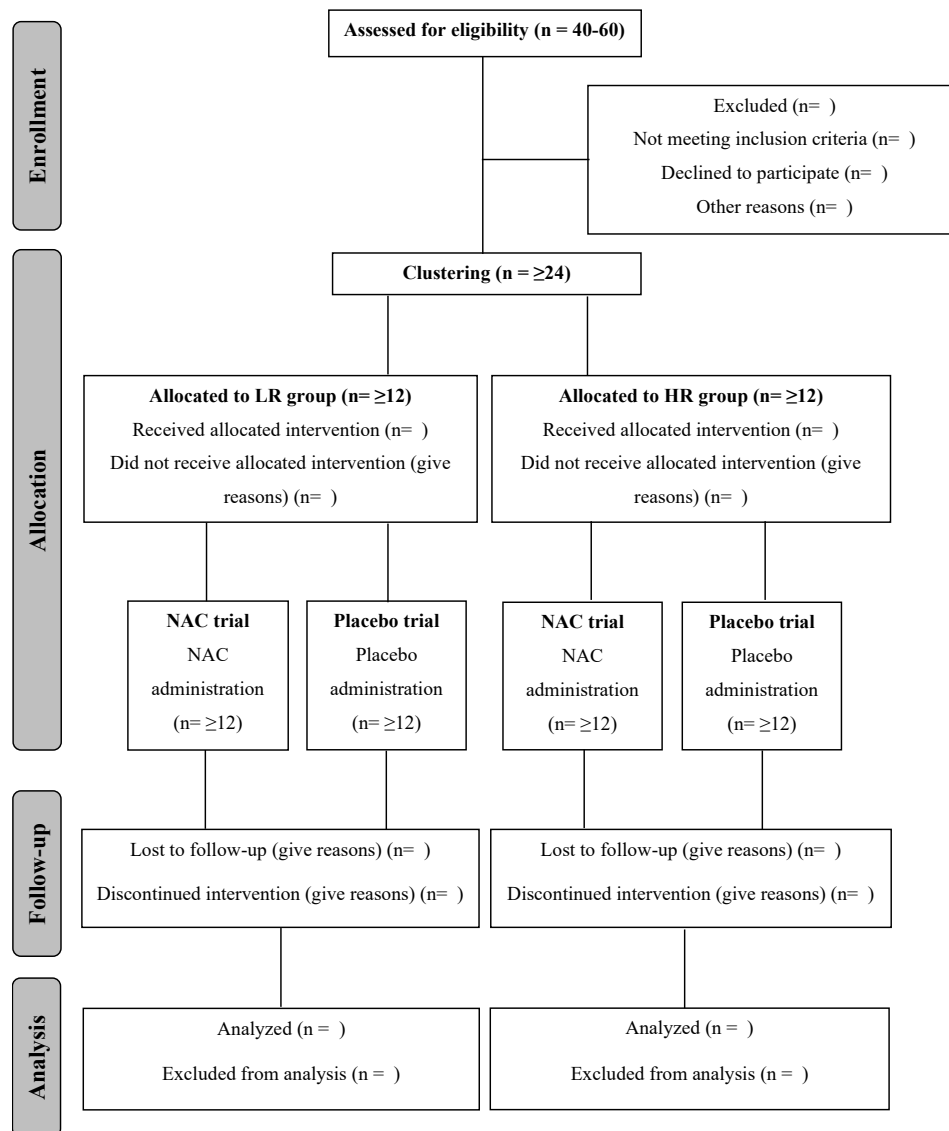 Enrollment
Assessed for eligibility (n = 40-60)
Excluded (n=  )
Not meeting inclusion criteria (n=  )
Declined to participate (n=  )
Other reasons (n=  )
Allocation
Clustering (n = ≥24)
Allocated to LR group (n= ≥12)
Received allocated intervention (n=  )
Did not receive allocated intervention (give
reasons) (n=  )
Allocated to HR group (n= ≥12)
Received allocated intervention (n=  )
Did not receive allocated intervention (give
reasons) (n=  )
NAC trial
NAC
administration
(n= ≥12)
Placebo trial
Placebo
administration
(n= ≥12)
NAC trial
NAC
administration
(n= ≥12)
Placebo trial
Placebo
administration
(n= ≥12)
Follow-up
Lost to follow-up (give reasons) (n=  )
Discontinued intervention (give reasons) (n=  )
Lost to follow-up (give reasons) (n=  )
Discontinued intervention (give reasons) (n=  )
Analysis
Analyzed (n =  )
Excluded from analysis (n =  )
Analyzed (n =  )
Excluded from analysis (n =  )